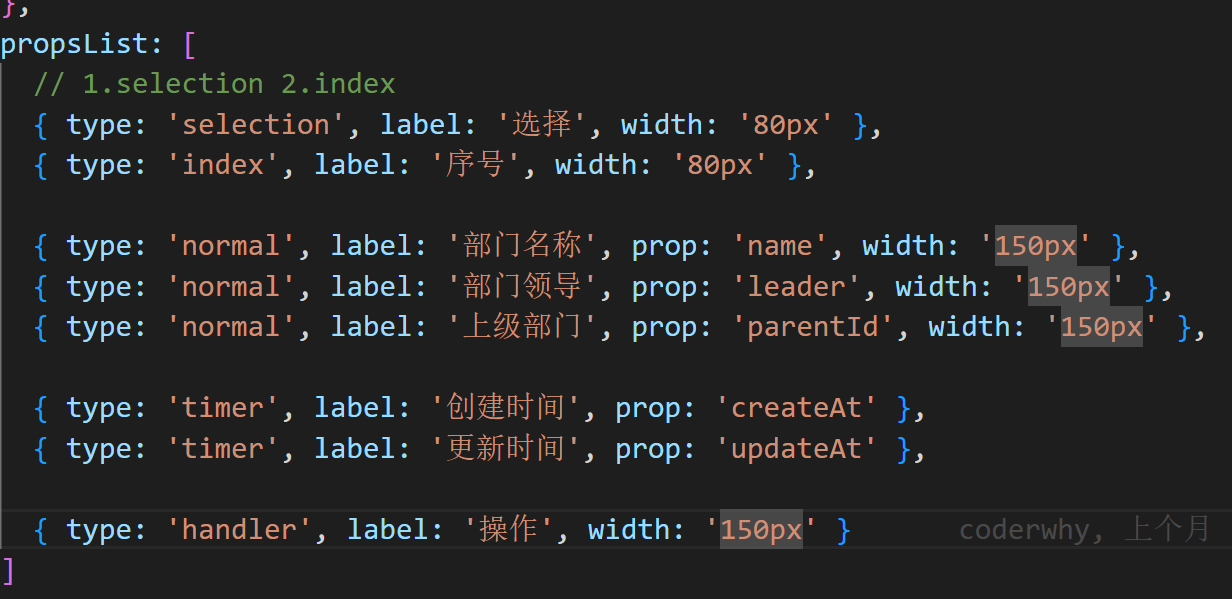 },
propsList: [
// 1.selection 2.index
{ type: 'selection', label: '选择', width: '80px' },
{ type: 'index', label: '序号', width: '80px' },
{ type: 'normal', label: '部门名称', prop: 'name', width: '150px' },
{ type: 'normal', label: '部门领导', prop: 'leader', width: '150px' },
{ type: 'normal', label: '上级部门', prop: 'parentId', width: '150px' },
{ type: 'timer', label: '创建时间', prop: 'createAt' },
{ type: 'timer', label: '更新时间', prop: 'updateAt' },
{ type: 'handler', label: '操作', width: '150px' } coderwhy, 上个月
]